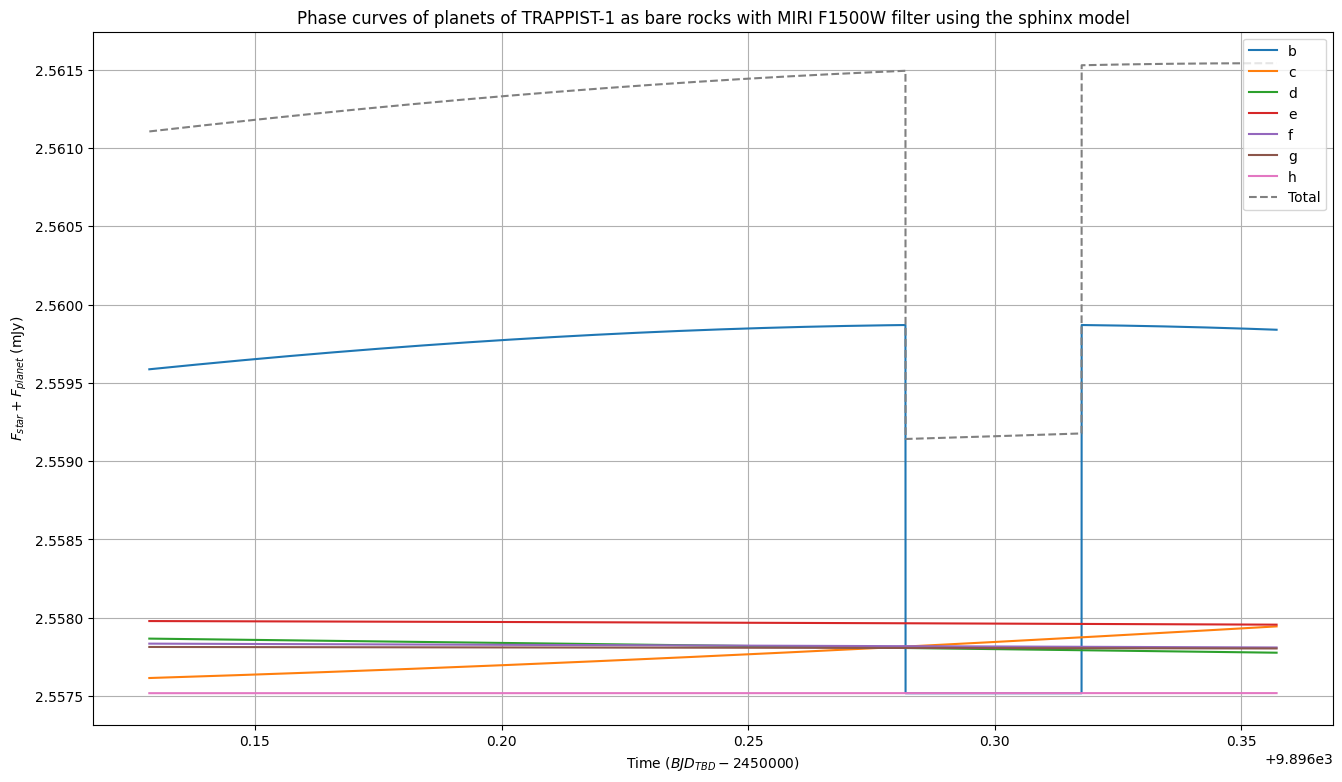 Phase curves of planets of TRAPPIST-1 as bare rocks with MIRI F1500W filter using the sphinx model
2.5615
2.5610
2.5605
2.5600
2.5595
2.5590
2.5585
2.5580
2.5575
F_star + F_planet (mJy)
b
c
d
e
f
g
h
Total
0.15
0.20
0.25
0.30
0.35
+9.896e3
Time (BJD_TBD − 2450000)